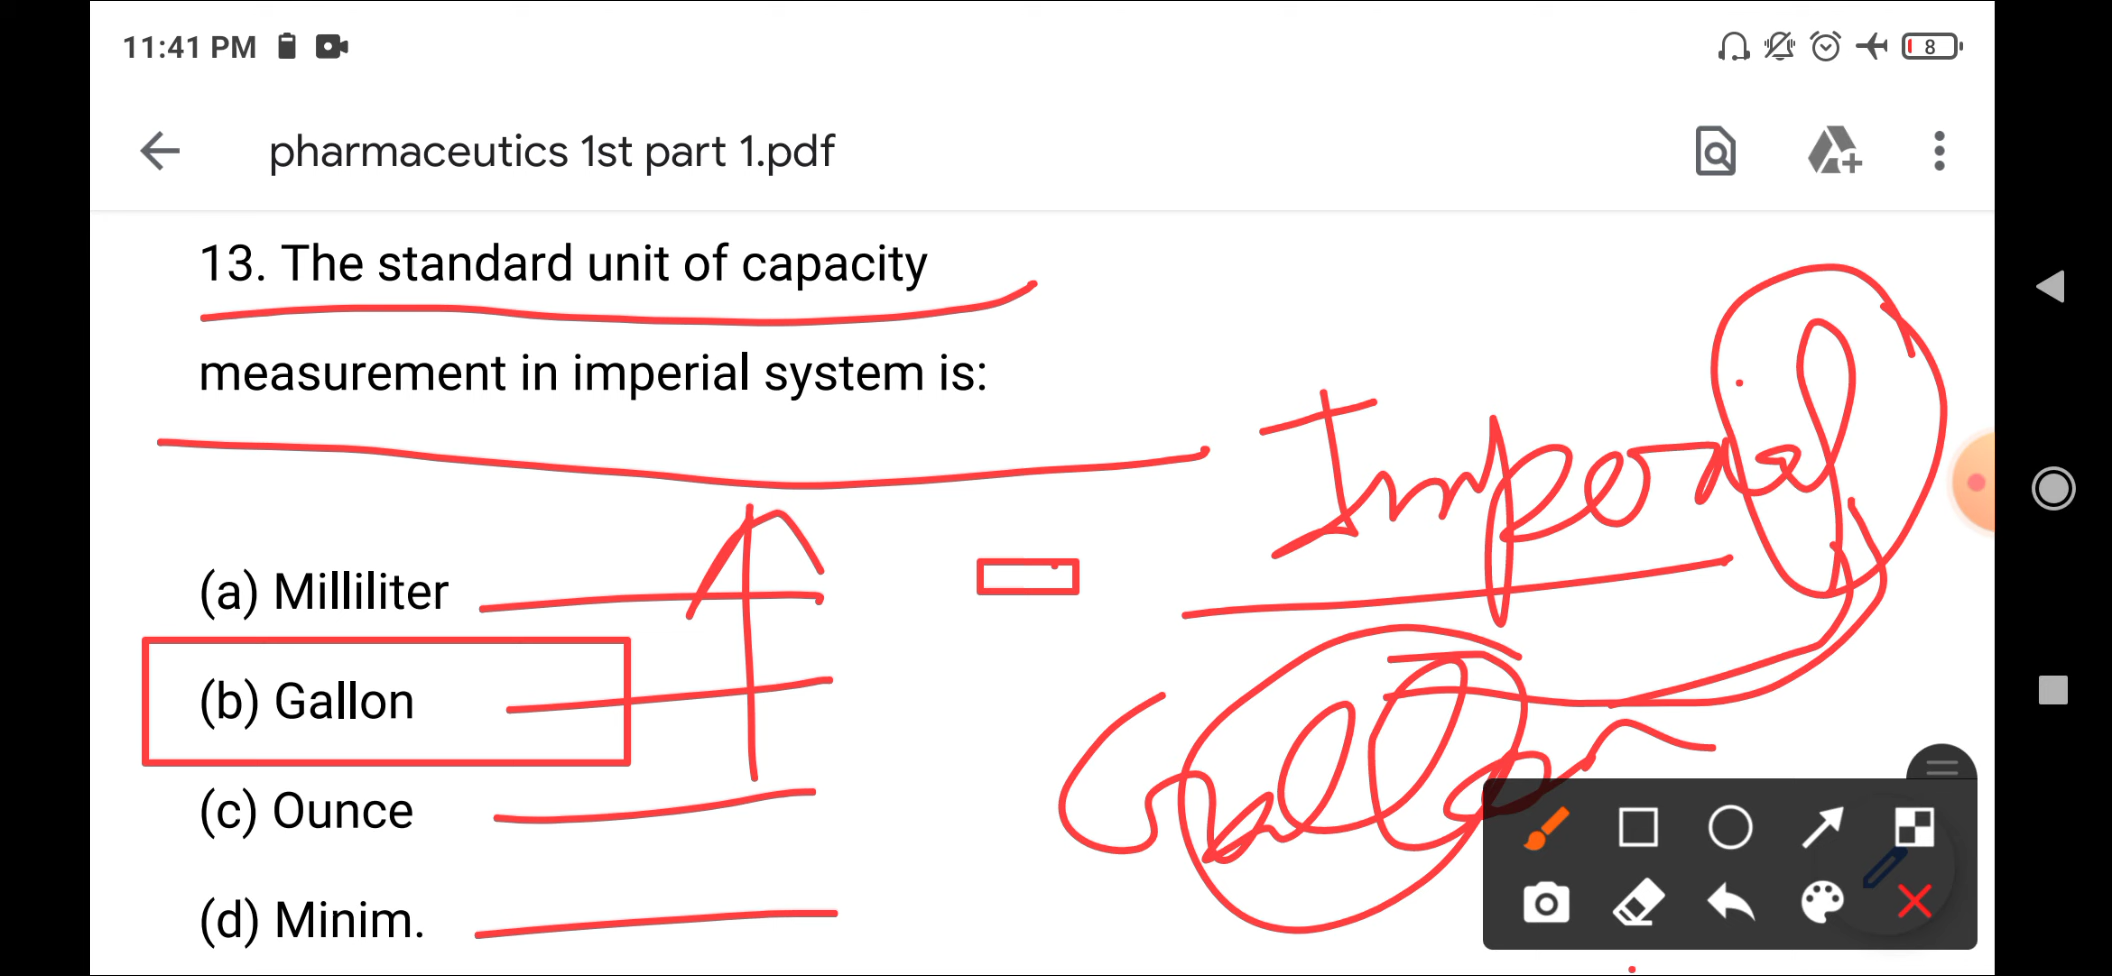 11:41 PM
8
pharmaceutics 1st part 1.pdf
13. The standard unit of capacity
measurement in imperial system is:
Imperial
(a) Milliliter
(b) Gallon
Gallon
(c) Ounce
(d) Minim.